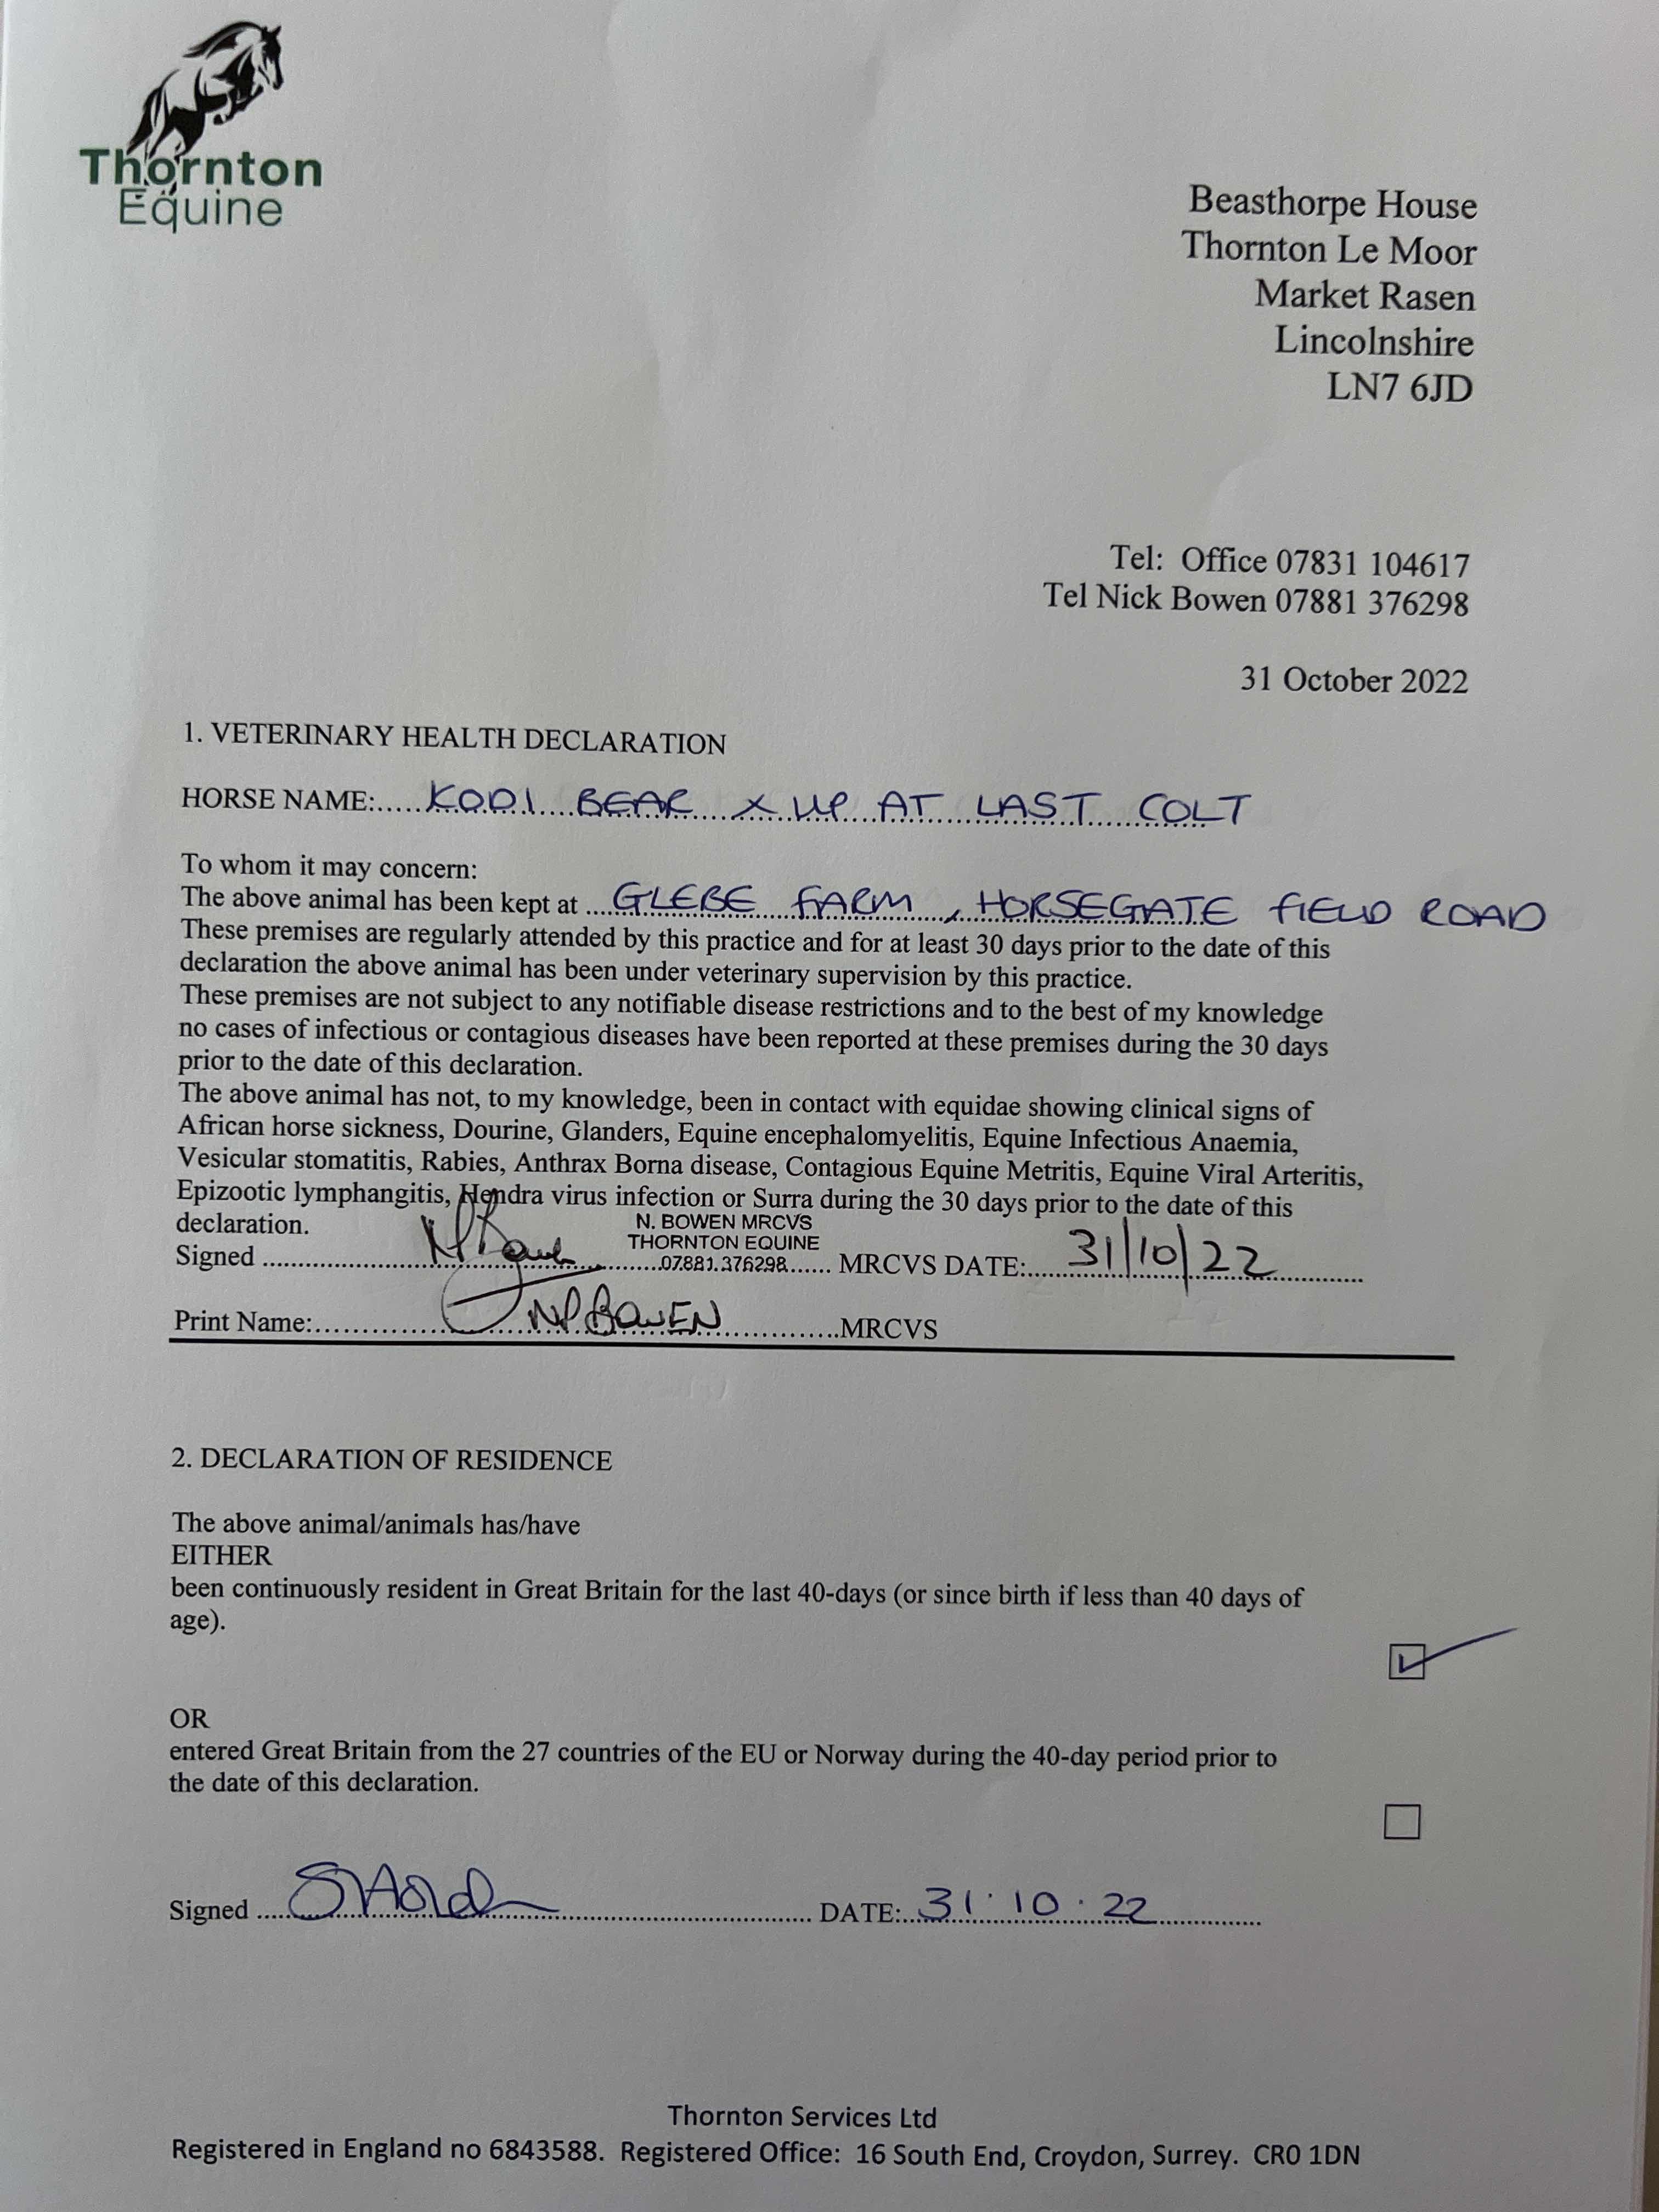 Thornton
Equine
Beasthorpe House
Thornton Le Moor
Market Rasen
Lincolnshire
LN7 6JD
Tel: Office 07831 104617
Tel Nick Bowen 07881 376298
31 October 2022
1. VETERINARY HEALTH DECLARATION
HORSE NAME:.....KODI BEAR X UP AT LAST COLT
To whom it may concern:
The above animal has been kept at ....GLEBE FARM, HORSEGATE FIELD ROAD
These premises are regularly attended by this practice and for at least 30 days prior to the date of this
declaration the above animal has been under veterinary supervision by this practice.
These premises are not subject to any notifiable disease restrictions and to the best of my knowledge
no cases of infectious or contagious diseases have been reported at these premises during the 30 days
prior to the date of this declaration.
The above animal has not, to my knowledge, been in contact with equidae showing clinical signs of
African horse sickness, Dourine, Glanders, Equine encephalomyelitis, Equine Infectious Anaemia,
Vesicular stomatitis, Rabies, Anthrax Borna disease, Contagious Equine Metritis, Equine Viral Arteritis,
Epizootic lymphangitis, Hendra virus infection or Surra during the 30 days prior to the date of this
declaration.
N. BOWEN MRCVS
THORNTON EQUINE
Signed ........ NP Bowen ........07881.376298...... MRCVS DATE:......31/10/22
Print Name:........NP BOWEN........MRCVS
2. DECLARATION OF RESIDENCE
The above animal/animals has/have
EITHER
been continuously resident in Great Britain for the last 40-days (or since birth if less than 40 days of
age).
OR
entered Great Britain from the 27 countries of the EU or Norway during the 40-day period prior to
the date of this declaration.
Signed ........ DATE:...31.10.22
Thornton Services Ltd
Registered in England no 6843588. Registered Office: 16 South End, Croydon, Surrey. CR0 1DN